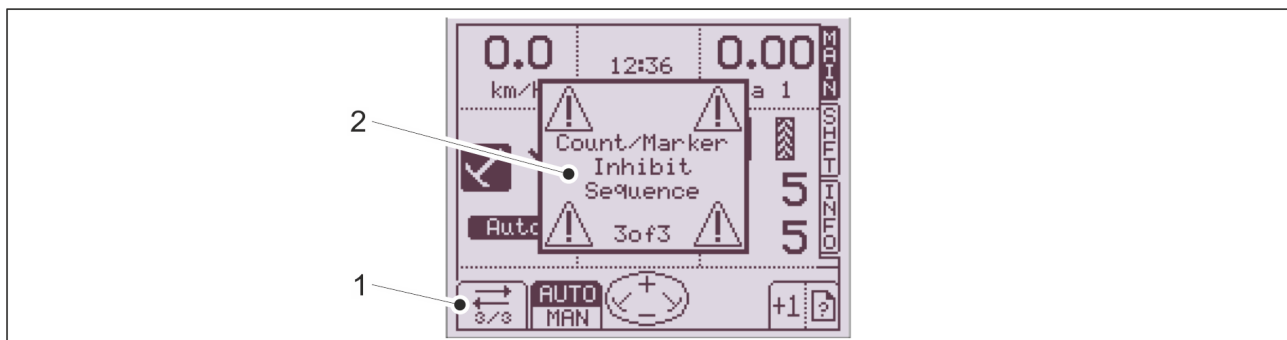 0.0
12:36
0.00
km/h
a 1
MAIN
SHFT
INFO
2
Count/Marker
Inhibit
Sequence
3of3
5
5
Auto
1
3/3
AUTO
MAN
+
-
+1
?